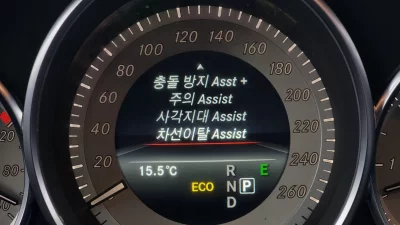 충돌 방지 Asst +
주의 Assist
사각지대 Assist
차선이탈 Assist
15.5°C
ECO
R
N
D
P
E
20
40
60
80
100
120
140
160
180
200
220
240
260